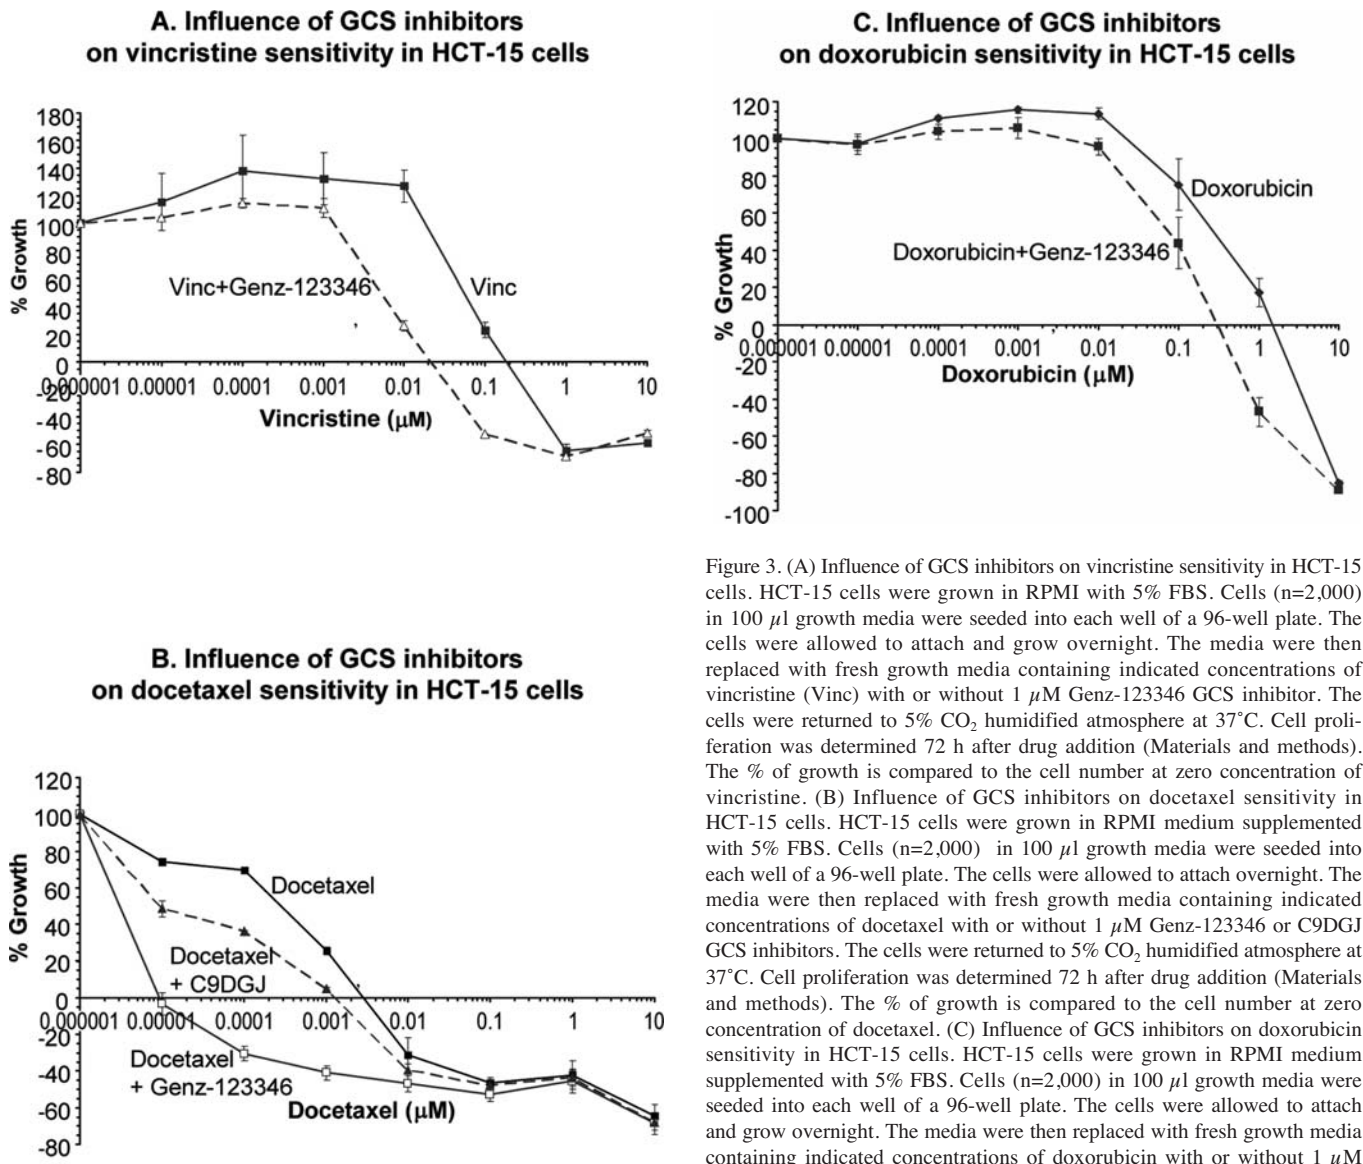 A. Influence of GCS inhibitors
on vincristine sensitivity in HCT-15 cells
180
160
140
120
100
80
60
40
20
0
-20
-40
-60
-80
% Growth
Vinc+Genz-123346
Vinc
0.000001 0.00001 0.0001 0.001 0.01 0.1 1 10
Vincristine (µM)
B. Influence of GCS inhibitors
on docetaxel sensitivity in HCT-15 cells
120
100
80
60
40
20
0
-20
-40
-60
-80
% Growth
Docetaxel
Docetaxel
+ C9DGJ
Docetaxel
+ Genz-123346
0.000001 0.00001 0.0001 0.001 0.01 0.1 1 10
Docetaxel (µM)
C. Influence of GCS inhibitors
on doxorubicin sensitivity in HCT-15 cells
120
100
80
60
40
20
0
-20
-40
-60
-80
-100
% Growth
Doxorubicin
Doxorubicin+Genz-123346
0.000001 0.00001 0.0001 0.001 0.01 0.1 1 10
Doxorubicin (µM)
Figure 3. (A) Influence of GCS inhibitors on vincristine sensitivity in HCT-15
cells. HCT-15 cells were grown in RPMI with 5% FBS. Cells (n=2,000)
in 100 µl growth media were seeded into each well of a 96-well plate. The
cells were allowed to attach and grow overnight. The media were then
replaced with fresh growth media containing indicated concentrations of
vincristine (Vinc) with or without 1 µM Genz-123346 GCS inhibitor. The
cells were returned to 5% CO₂ humidified atmosphere at 37˚C. Cell proli-
feration was determined 72 h after drug addition (Materials and methods).
The % of growth is compared to the cell number at zero concentration of
vincristine. (B) Influence of GCS inhibitors on docetaxel sensitivity in
HCT-15 cells. HCT-15 cells were grown in RPMI medium supplemented
with 5% FBS. Cells (n=2,000) in 100 µl growth media were seeded into
each well of a 96-well plate. The cells were allowed to attach overnight. The
media were then replaced with fresh growth media containing indicated
concentrations of docetaxel with or without 1 µM Genz-123346 or C9DGJ
GCS inhibitors. The cells were returned to 5% CO₂ humidified atmosphere at
37˚C. Cell proliferation was determined 72 h after drug addition (Materials
and methods). The % of growth is compared to the cell number at zero
concentration of docetaxel. (C) Influence of GCS inhibitors on doxorubicin
sensitivity in HCT-15 cells. HCT-15 cells were grown in RPMI medium
supplemented with 5% FBS. Cells (n=2,000) in 100 µl growth media were
seeded into each well of a 96-well plate. The cells were allowed to attach
and grow overnight. The media were then replaced with fresh growth media
containing indicated concentrations of doxorubicin with or without 1 µM